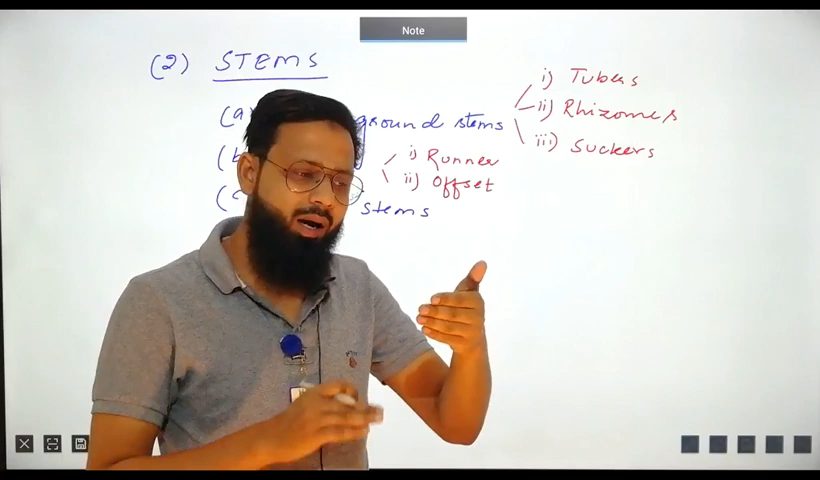 Note
(2) STEMS
i) Tubers
ii) Rhizomes
iii) Suckers
(a) ground stems
(b)
i) Runner
ii) Offset
stems